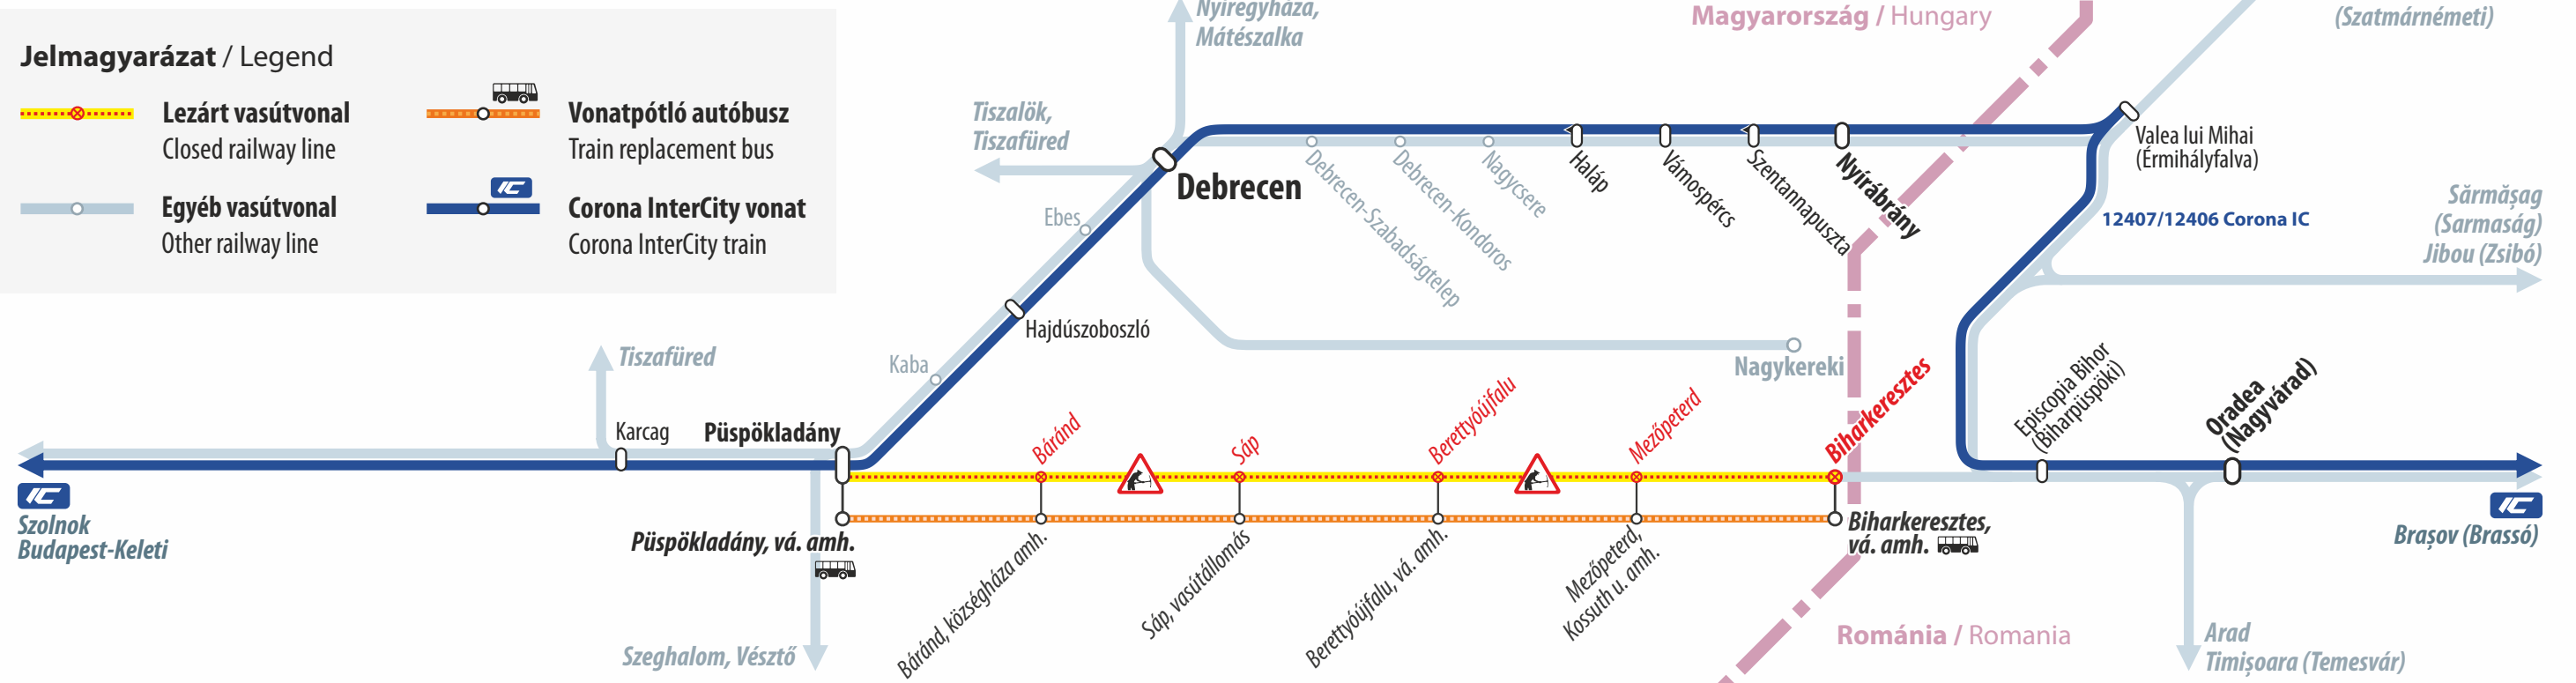 Jelmagyarázat / Legend
Lezárt vasútvonal
Closed railway line
Vonatpótló autóbusz
Train replacement bus
Egyéb vasútvonal
Other railway line
IC
Corona InterCity vonat
Corona InterCity train
Nyíregyháza,
Mátészalka
Magyarország / Hungary
(Szatmárnémeti)
Tiszalök,
Tiszafüred
Debrecen
Debrecen-Szabadságtelep
Debrecen-Kondoros
Nagycsere
Haláp
Vámospércs
Szentannapuszta
Nyírábrány
Valea lui Mihai
(Érmihályfalva)
12407/12406 Corona IC
Sărmășag
(Sarmaság)
Jibou (Zsibó)
Ebes
Hajdúszoboszló
Kaba
Nagykereki
Tiszafüred
Karcag
Püspökladány
Báránd
Sáp
Berettyóújfalu
Mezőpeterd
Biharkeresztes
Episcopia Bihor
(Biharpüspöki)
Oradea
(Nagyvárad)
IC
Szolnok
Budapest-Keleti
Püspökladány, vá. amh.
Báránd, községháza amh.
Sáp, vasútállomás
Berettyóújfalu, vá. amh.
Mezőpeterd,
Kossuth u. amh.
Biharkeresztes,
vá. amh.
IC
Brașov (Brassó)
Szeghalom, Vésztő
Románia / Romania
Arad
Timișoara (Temesvár)